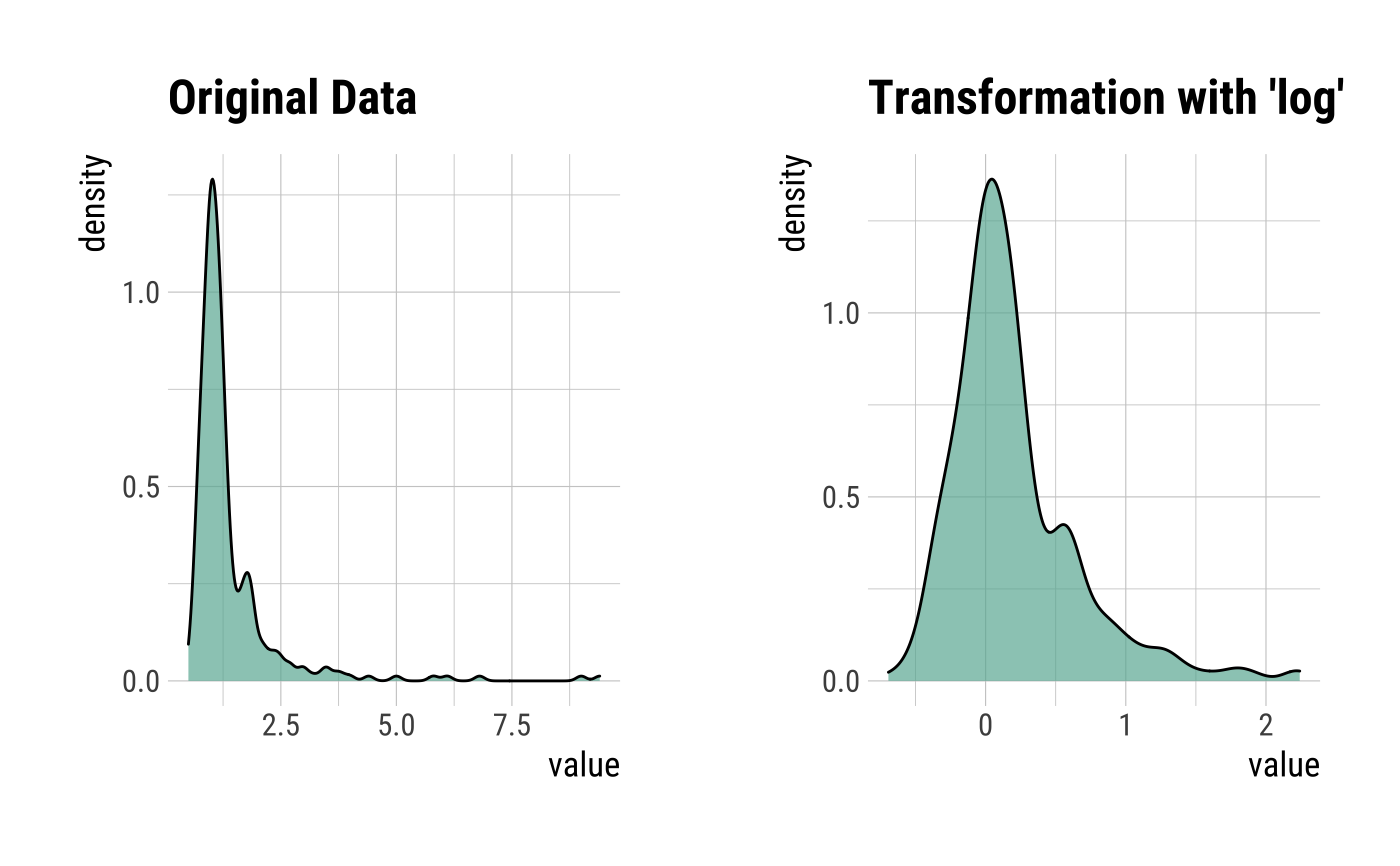 Original Data
density
1.0
0.5
0.0
2.5 5.0 7.5
value
Transformation with 'log'
density
1.0
0.5
0.0
0 1 2
value